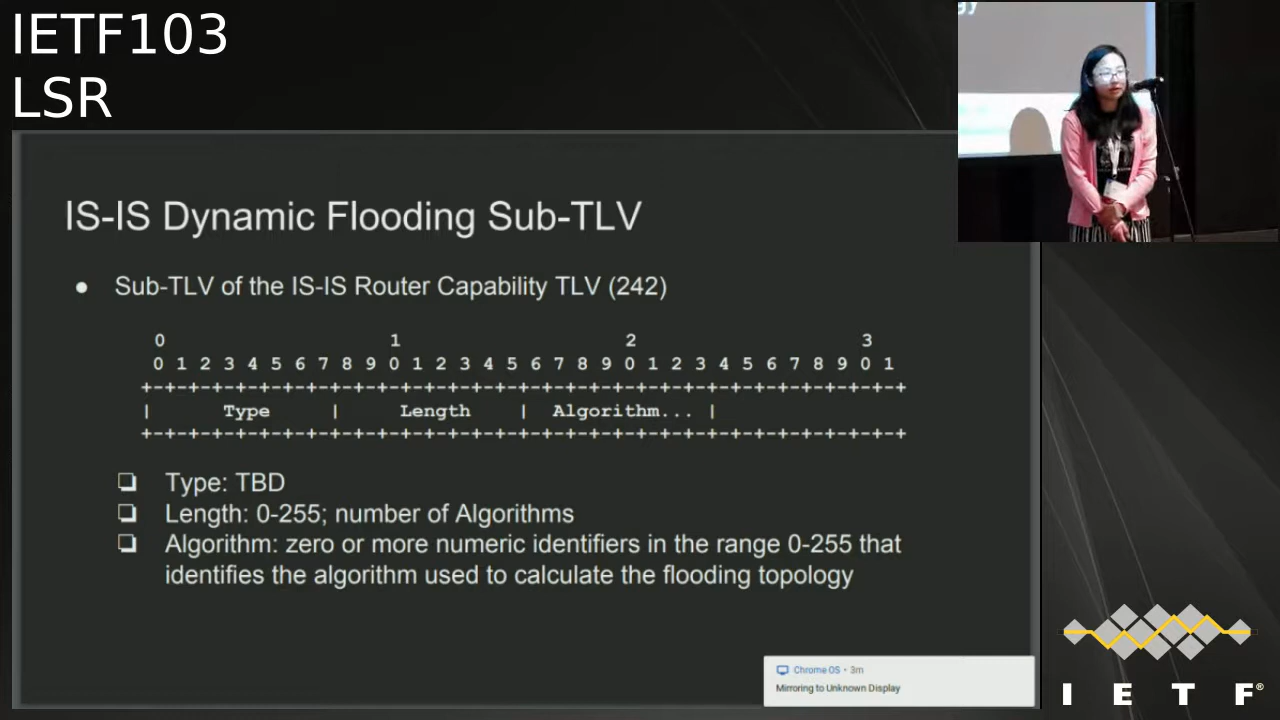 IETF103
LSR
IS-IS Dynamic Flooding Sub-TLV
● Sub-TLV of the IS-IS Router Capability TLV (242)
0 1 2 3
0 1 2 3 4 5 6 7 8 9 0 1 2 3 4 5 6 7 8 9 0 1 2 3 4 5 6 7 8 9 0 1
+-+-+-+-+-+-+-+-+-+-+-+-+-+-+-+-+-+-+-+-+-+-+-+-+-+-+-+-+-+-+-+-+
| Type | Length | Algorithm... |
+-+-+-+-+-+-+-+-+-+-+-+-+-+-+-+-+-+-+-+-+-+-+-+-+-+-+-+-+-+-+-+-+
❏ Type: TBD
❏ Length: 0-255; number of Algorithms
❏ Algorithm: zero or more numeric identifiers in the range 0-255 that
identifies the algorithm used to calculate the flooding topology
Chrome OS • 3m
Mirroring to Unknown Display
I E T F®